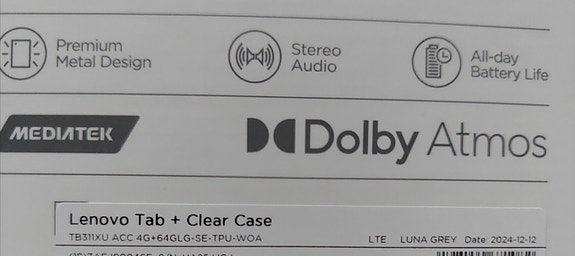 Premium
Metal Design
Stereo
Audio
All-day
Battery Life
MEDIATEK
Dolby Atmos
Lenovo Tab + Clear Case
TB311XU ACC 4G+64GLG-SE-TPU-WOA LTE LUNA GREY Date: 2024-12-12